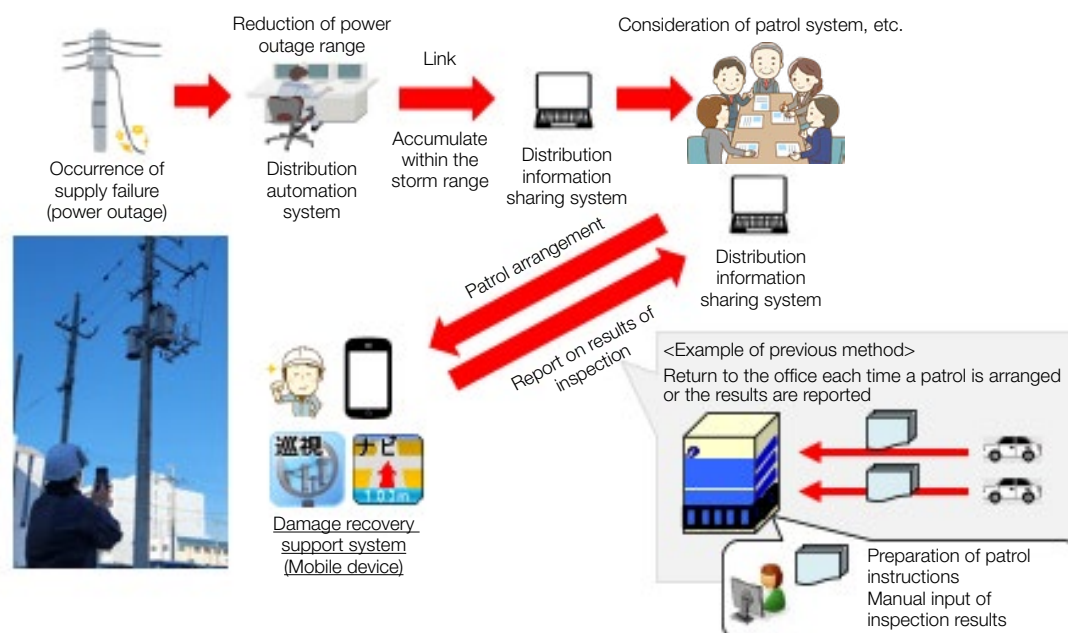 Reduction of power
outage range
Link
Consideration of patrol system, etc.
Occurrence of
supply failure
(power outage)
Distribution
automation
system
Accumulate
within the
storm range
Distribution
information
sharing system
Distribution
information
sharing system
Patrol arrangement
Report on results of
inspection
巡視
ナビ
Damage recovery
support system
(Mobile device)
<Example of previous method>
Return to the office each time a patrol is arranged
or the results are reported
Preparation of patrol
instructions
Manual input of
inspection results